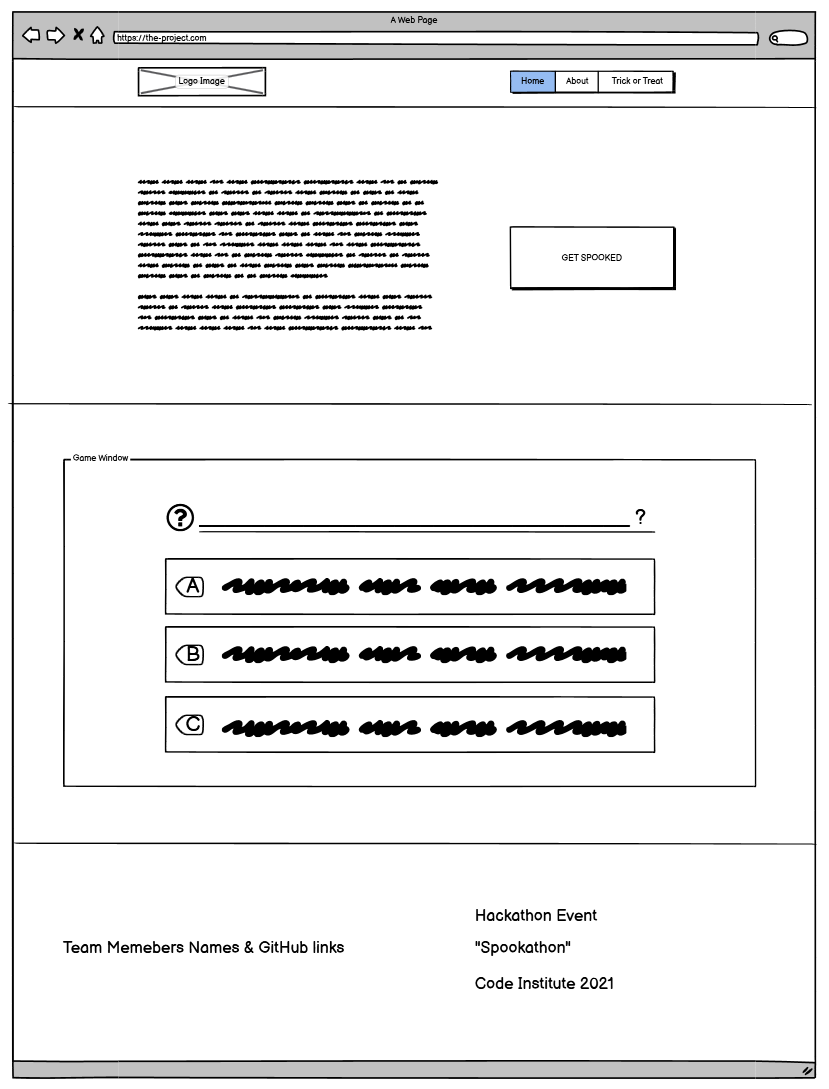 A Web Page
https://the-project.com
Logo Image
Home About Trick or Treat
GET SPOOKED
Game Window
? ?
A
B
C
Hackathon Event
Team Memebers Names & GitHub links
"Spookathon"
Code Institute 2021